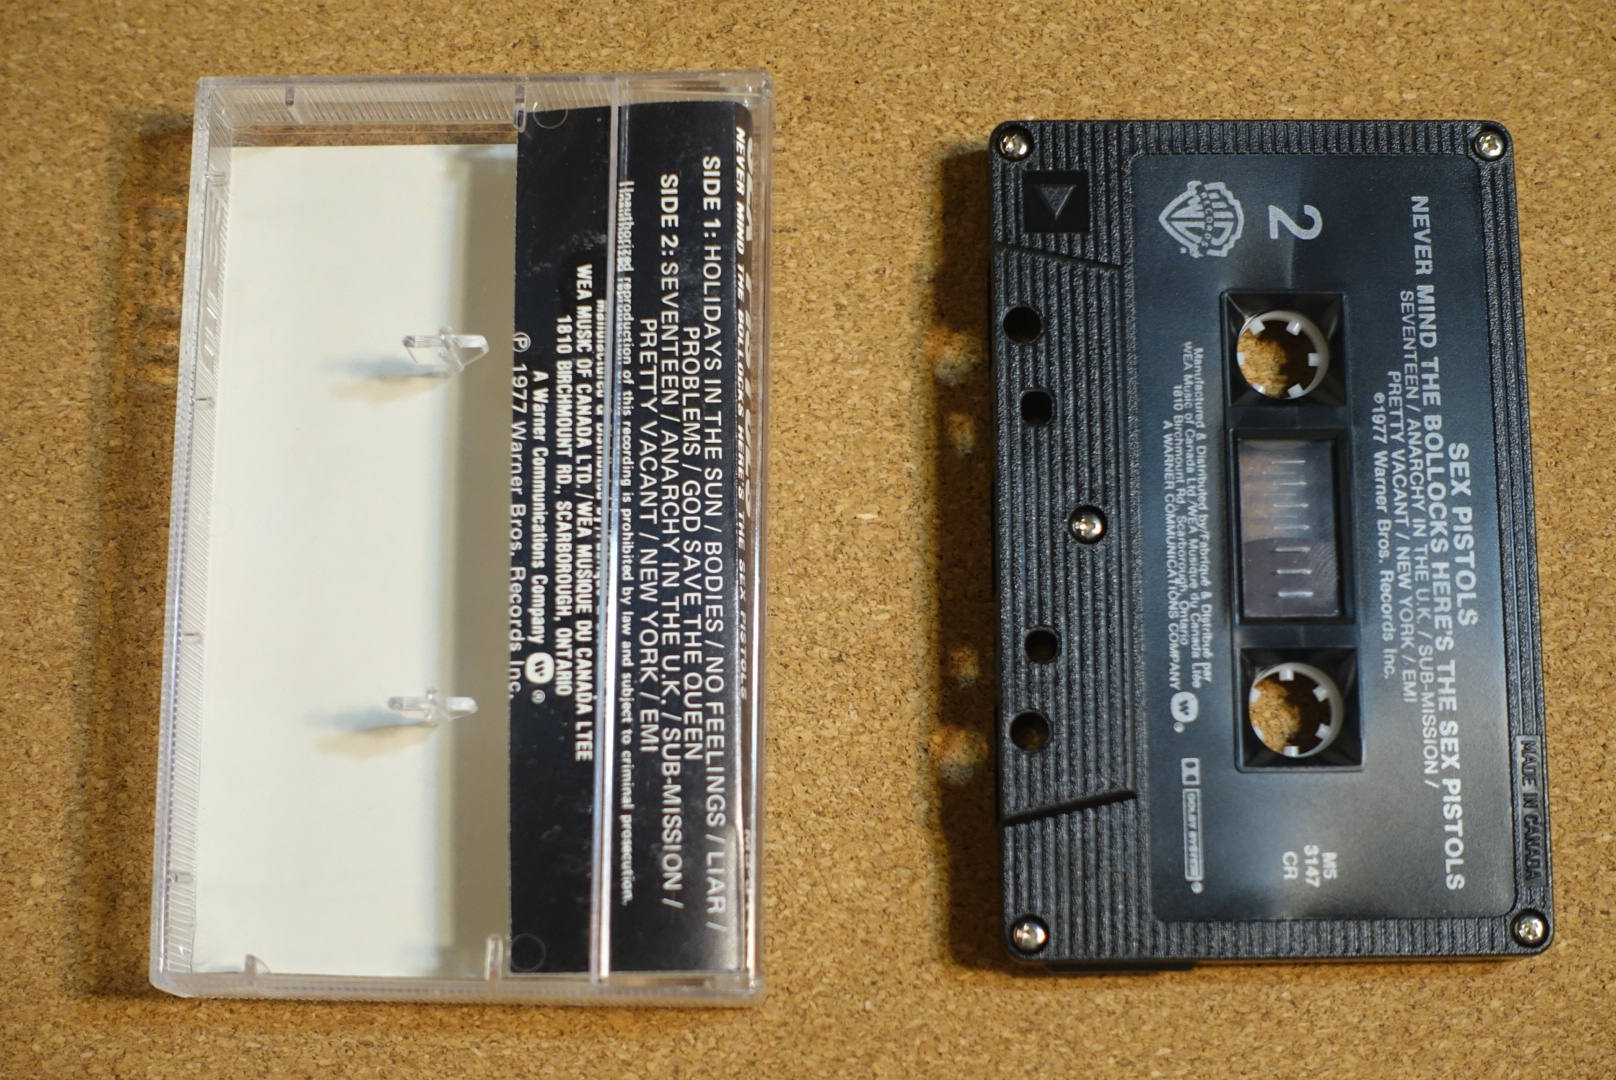 NEVER MIND THE BOLLOCKS HERE'S THE SEX PISTOLS
SIDE 1: HOLIDAYS IN THE SUN / BODIES / NO FEELINGS / LIAR /
PROBLEMS / GOD SAVE THE QUEEN
SIDE 2: SEVENTEEN / ANARCHY IN THE U.K. / SUB-MISSION /
PRETTY VACANT / NEW YORK / EMI
Unauthorized reproduction of this recording is prohibited by law and subject to criminal prosecution.
WEA MUSIC OF CANADA LTD. / WEA MUSIQUE DU CANADA LTEE
1810 BIRCHMOUNT RD., SCARBOROUGH, ONTARIO
A Warner Communications Company ®
℗ 1977 Warner Bros. Records Inc.
MADE IN CANADA
SEX PISTOLS
NEVER MIND THE BOLLOCKS HERE'S THE SEX PISTOLS
SEVENTEEN / ANARCHY IN THE U.K. / SUB-MISSION /
PRETTY VACANT / NEW YORK / EMI
℗1977 Warner Bros. Records Inc.
M5
3147
CR
2
WB
RECORDS
Manufactured & Distributed by/Fabriqué & Distribué par
WEA Music of Canada Ltd/WEA Musique du Canada Ltée
1810 Birchmount Rd., Scarborough, Ontario
A WARNER COMMUNICATIONS COMPANY
DOLBY SYSTEM ®